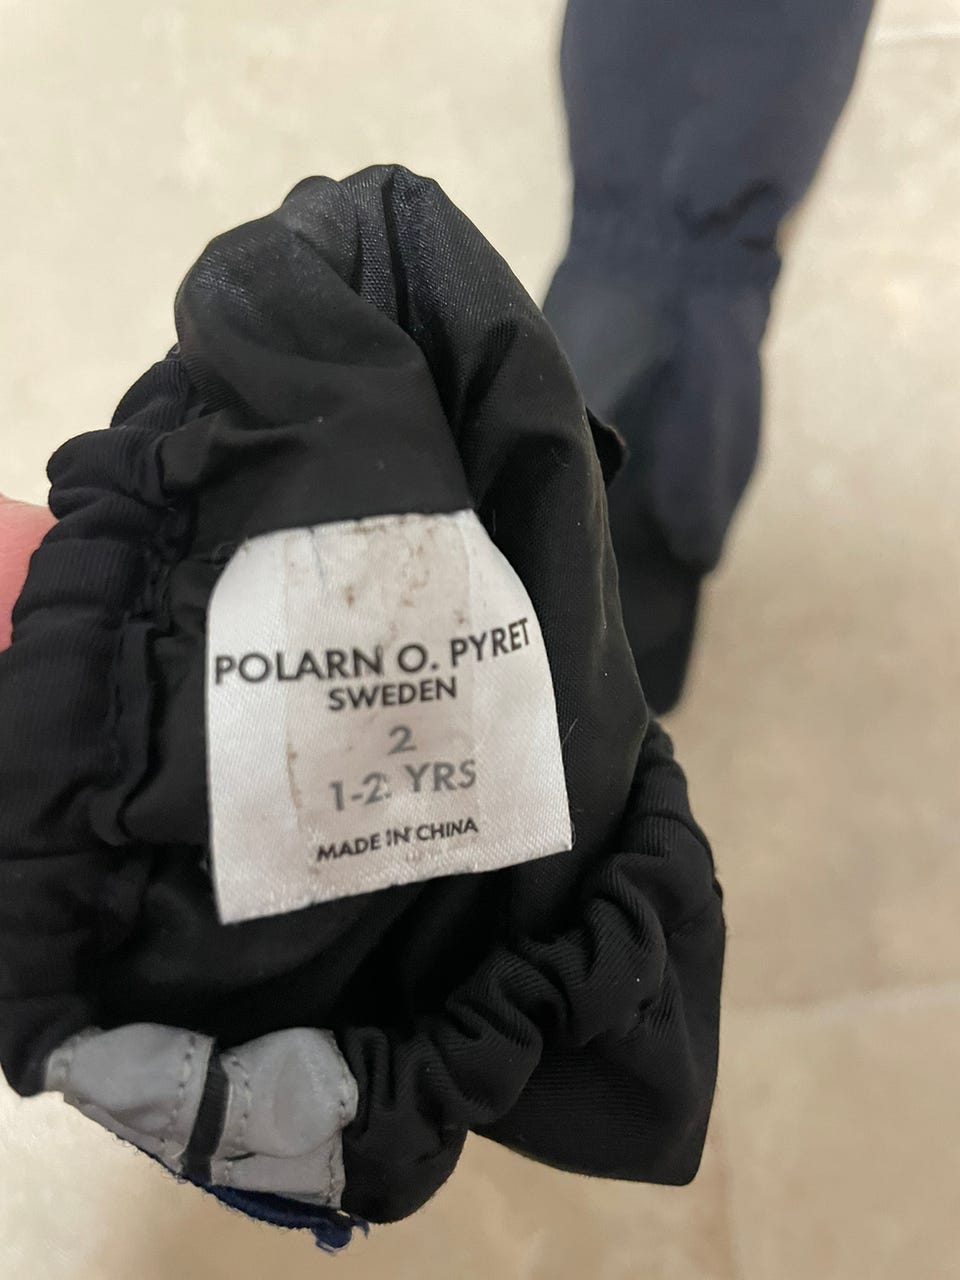 POLARN O. PYRET
SWEDEN
2
1-2 YRS
MADE IN CHINA